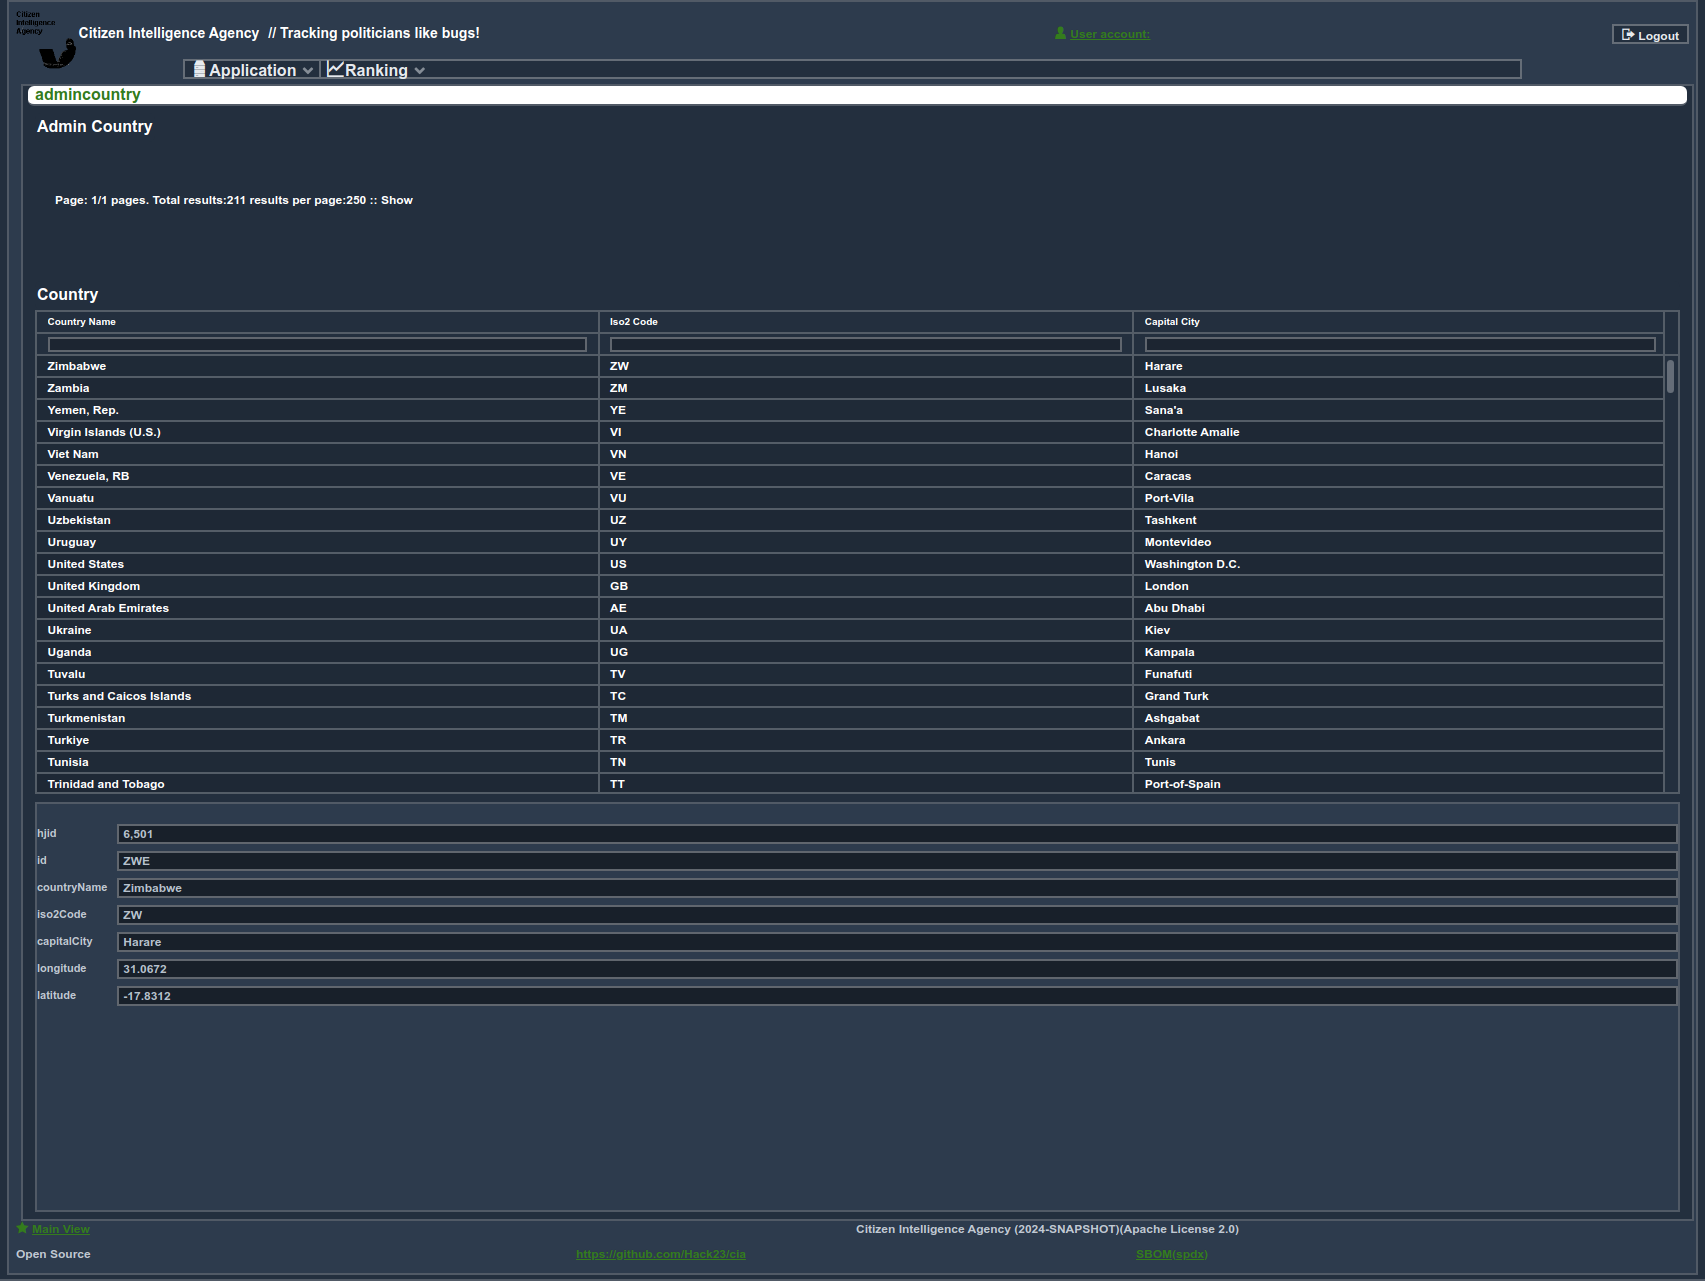 Citizen
Intelligence
Agency
Citizen Intelligence Agency // Tracking politicians like bugs!
User account:
Logout
Application
Ranking
admincountry
Admin Country
Page: 1/1 pages. Total results:211 results per page:250 :: Show
Country
Country Name Iso2 Code Capital City
Zimbabwe ZW Harare
Zambia ZM Lusaka
Yemen, Rep. YE Sana'a
Virgin Islands (U.S.) VI Charlotte Amalie
Viet Nam VN Hanoi
Venezuela, RB VE Caracas
Vanuatu VU Port-Vila
Uzbekistan UZ Tashkent
Uruguay UY Montevideo
United States US Washington D.C.
United Kingdom GB London
United Arab Emirates AE Abu Dhabi
Ukraine UA Kiev
Uganda UG Kampala
Tuvalu TV Funafuti
Turks and Caicos Islands TC Grand Turk
Turkmenistan TM Ashgabat
Turkiye TR Ankara
Tunisia TN Tunis
Trinidad and Tobago TT Port-of-Spain
hjid 6,501
id ZWE
countryName Zimbabwe
iso2Code ZW
capitalCity Harare
longitude 31.0672
latitude -17.8312
Main View
Citizen Intelligence Agency (2024-SNAPSHOT)(Apache License 2.0)
Open Source
https://github.com/Hack23/cia
SBOM(spdx)